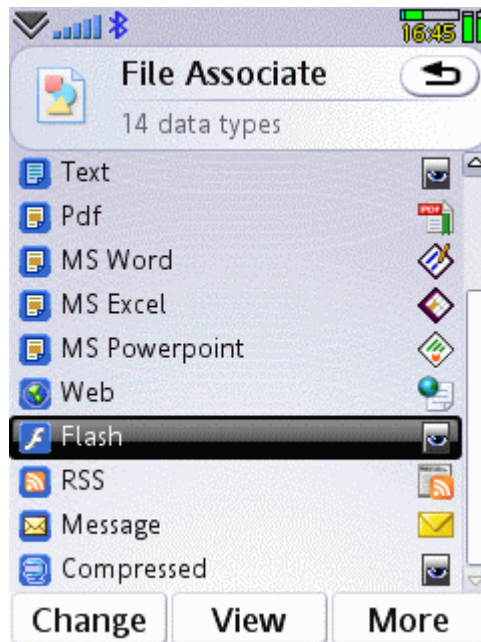 16:45
File Associate
14 data types
Text
Pdf
PDF
MS Word
MS Excel
MS Powerpoint
Web
Flash
RSS
Message
Compressed
Change View More